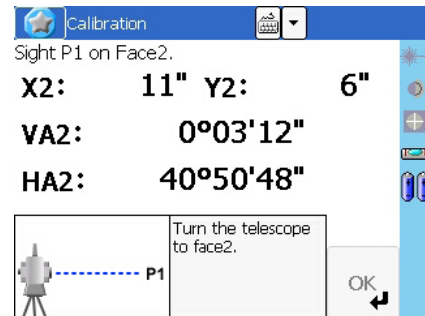 Calibration
Sight P1 on Face2.
X2: 11" Y2: 6"
VA2: 0°03'12"
HA2: 40°50'48"
Turn the telescope
to face2.
P1
OK